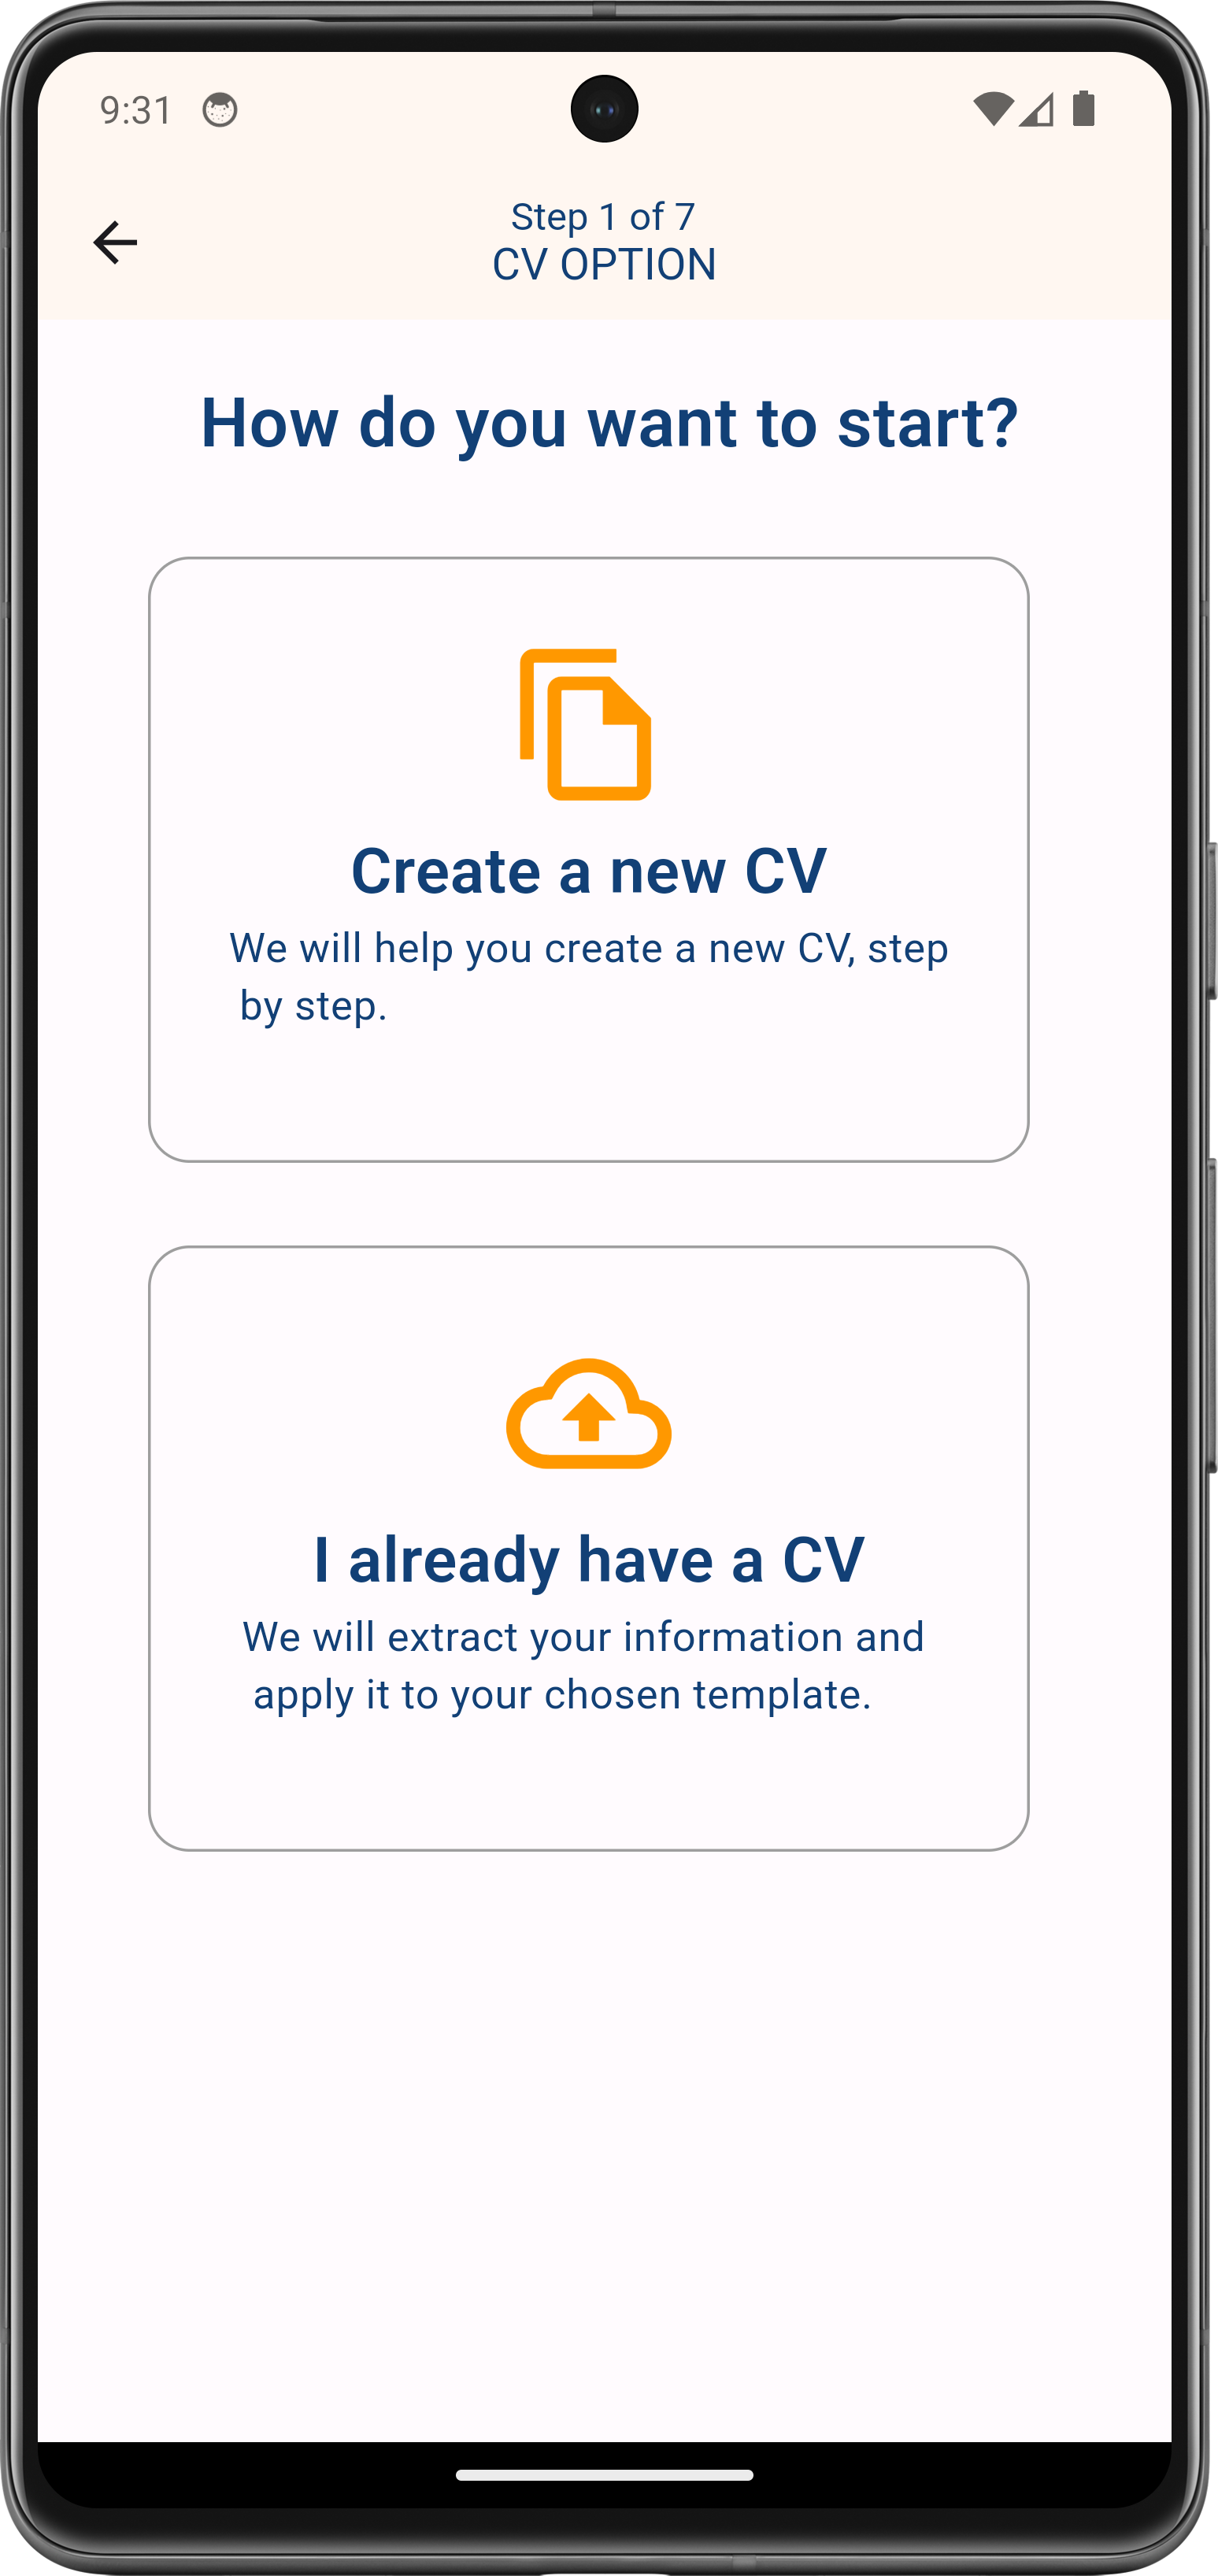 9:31
Step 1 of 7
CV OPTION
How do you want to start?
Create a new CV
We will help you create a new CV, step
by step.
I already have a CV
We will extract your information and
apply it to your chosen template.